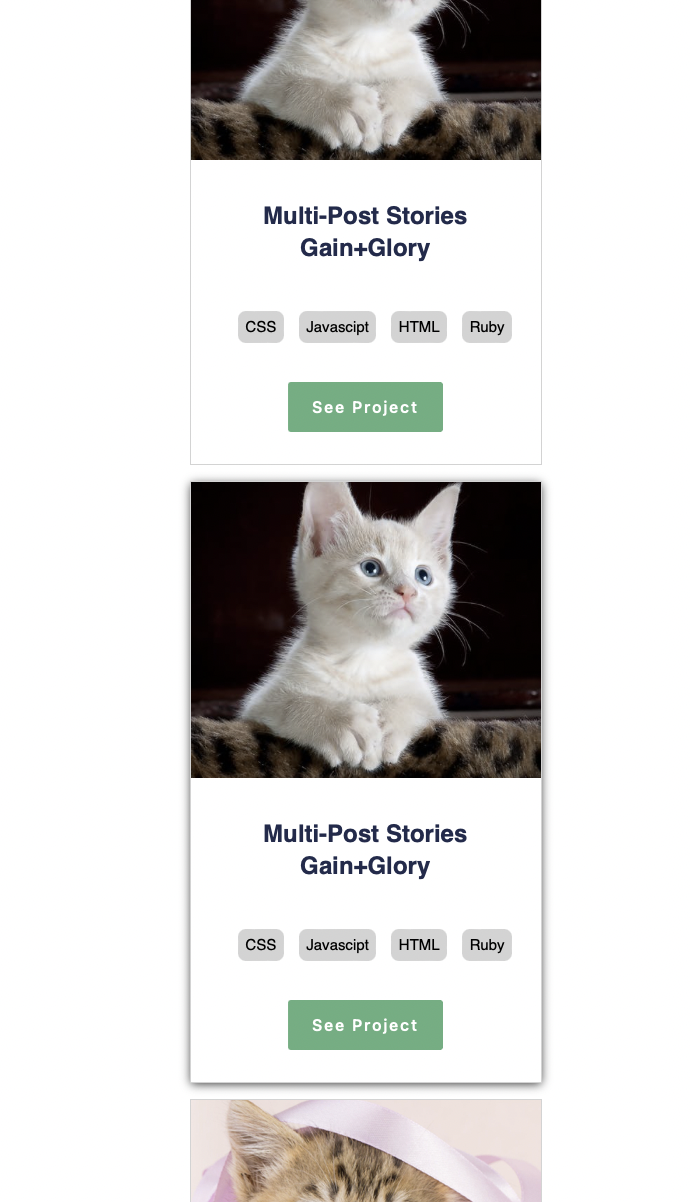 Multi-Post Stories
Gain+Glory
CSS Javascipt HTML Ruby
See Project
Multi-Post Stories
Gain+Glory
CSS Javascipt HTML Ruby
See Project